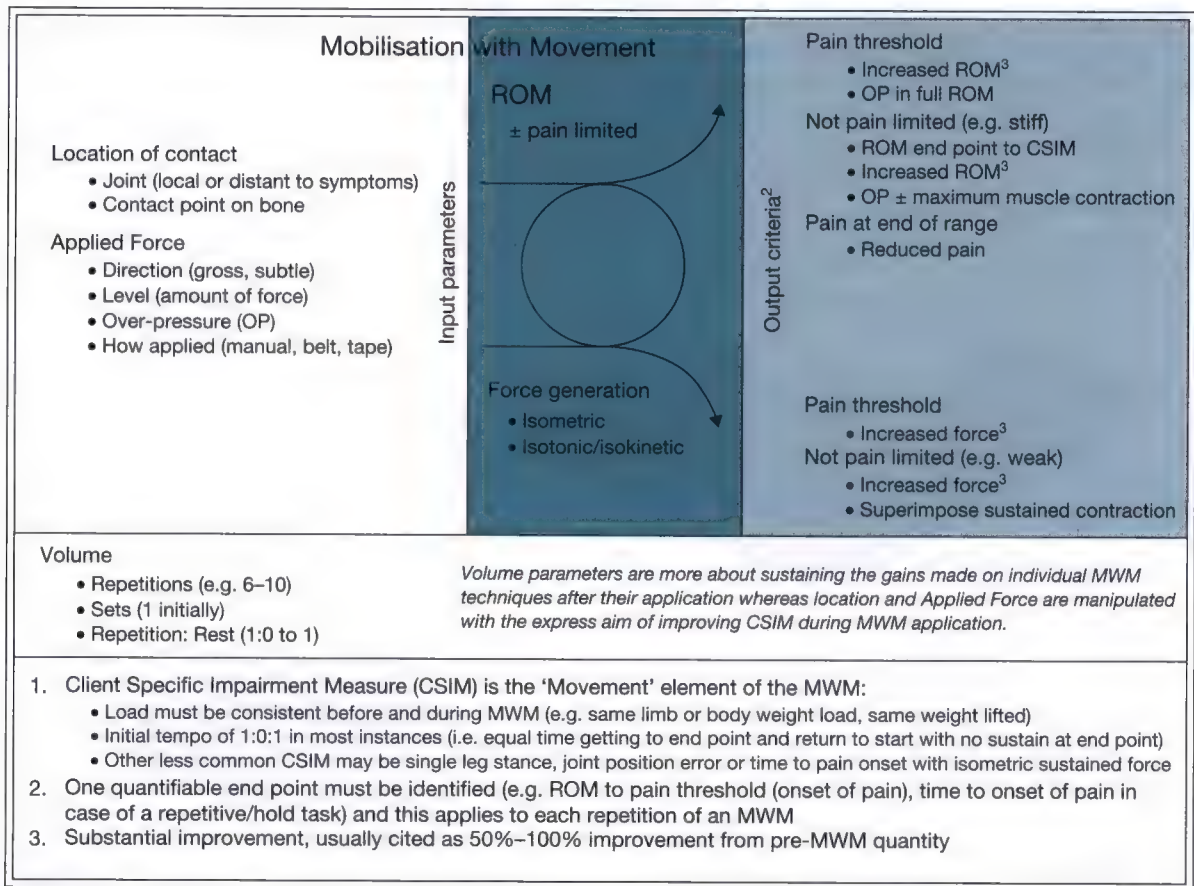 Mobilisation with Movement
Location of contact
• Joint (local or distant to symptoms)
• Contact point on bone
Applied Force
• Direction (gross, subtle)
• Level (amount of force)
• Over-pressure (OP)
• How applied (manual, belt, tape)
Input parameters
ROM
± pain limited
Force generation
• Isometric
• Isotonic/isokinetic
Output criteria²
Pain threshold
• Increased ROM³
• OP in full ROM
Not pain limited (e.g. stiff)
• ROM end point to CSIM
• Increased ROM³
• OP ± maximum muscle contraction
Pain at end of range
• Reduced pain
Pain threshold
• Increased force³
Not pain limited (e.g. weak)
• Increased force³
• Superimpose sustained contraction
Volume
• Repetitions (e.g. 6–10)
• Sets (1 initially)
• Repetition: Rest (1:0 to 1)
Volume parameters are more about sustaining the gains made on individual MWM
techniques after their application whereas location and Applied Force are manipulated
with the express aim of improving CSIM during MWM application.
1. Client Specific Impairment Measure (CSIM) is the ‘Movement’ element of the MWM:
• Load must be consistent before and during MWM (e.g. same limb or body weight load, same weight lifted)
• Initial tempo of 1:0:1 in most instances (i.e. equal time getting to end point and return to start with no sustain at end point)
• Other less common CSIM may be single leg stance, joint position error or time to pain onset with isometric sustained force
2. One quantifiable end point must be identified (e.g. ROM to pain threshold (onset of pain), time to onset of pain in
case of a repetitive/hold task) and this applies to each repetition of an MWM
3. Substantial improvement, usually cited as 50%–100% improvement from pre-MWM quantity